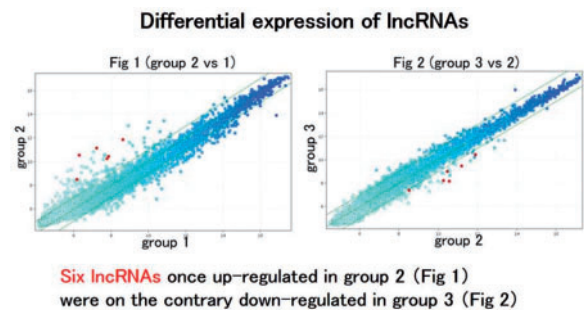 Differential expression of lncRNAs
Fig 1 (group 2 vs 1)
Fig 2 (group 3 vs 2)
group 2
group 1
group 3
group 2
Six lncRNAs once up-regulated in group 2 (Fig 1)
were on the contrary down-regulated in group 3 (Fig 2)